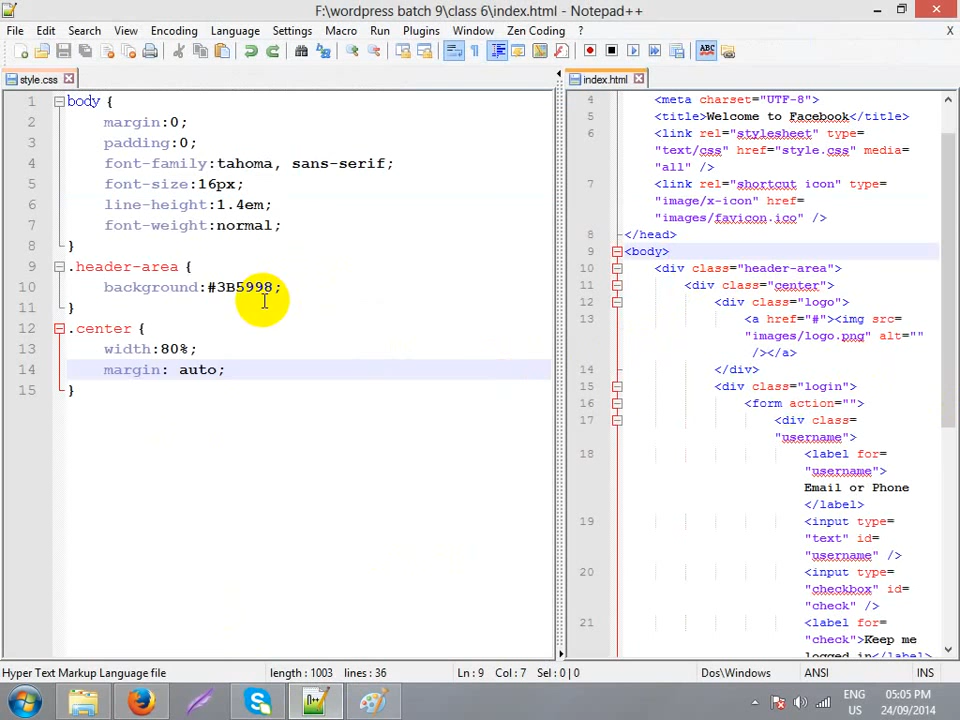 F:\wordpress batch 9\class 6\index.html - Notepad++
File Edit Search View Encoding Language Settings Macro Run Plugins Window Zen Coding ? X
ABC
style.css
index.html
1 body {
2 margin:0;
3 padding:0;
4 font-family:tahoma, sans-serif;
5 font-size:16px;
6 line-height:1.4em;
7 font-weight:normal;
8 }
9 .header-area {
10 background:#3B5998;
11 }
12 .center {
13 width:80%;
14 margin: auto;
15 }
4 <meta charset="UTF-8">
5 <title>Welcome to Facebook</title>
6 <link rel="stylesheet" type=
"text/css" href="style.css" media=
"all" />
7 <link rel="shortcut icon" type=
"image/x-icon" href=
"images/favicon.ico" />
8 </head>
9 <body>
10 <div class="header-area">
11 <div class="center">
12 <div class="logo">
13 <a href="#"><img src=
"images/logo.png" alt=""
/></a>
14 </div>
15 <div class="login">
16 <form action="">
17 <div class=
"username">
18 <label for=
"username">
Email or Phone
</label>
19 <input type=
"text" id=
"username" />
20 <input type=
"checkbox" id=
"check" />
21 <label for=
"check">Keep me
logged in</label>
Hyper Text Markup Language file length : 1003 lines : 36 Ln : 9 Col : 7 Sel : 0 | 0 Dos\Windows ANSI INS
ENG
US
05:05 PM
24/09/2014